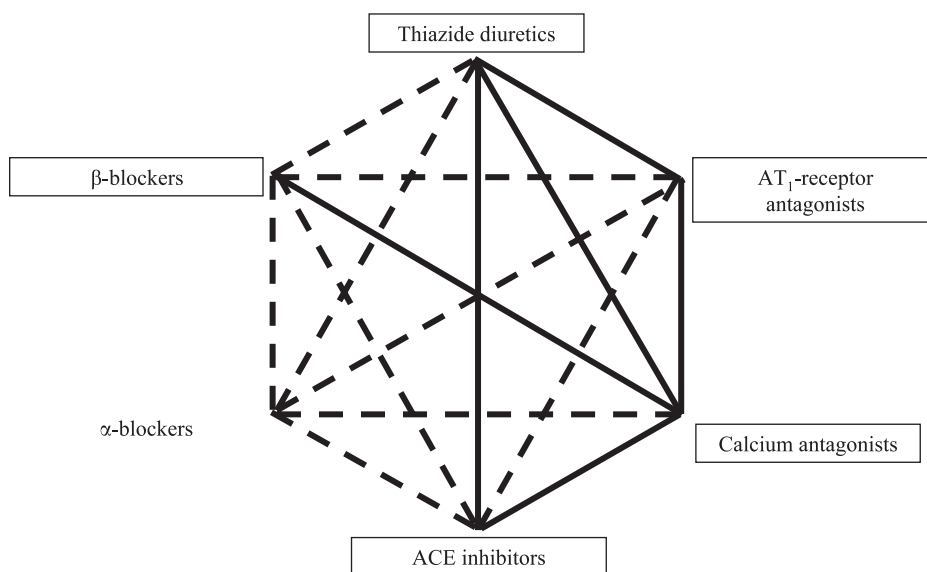 Thiazide diuretics
β-blockers
AT₁-receptor
antagonists
α-blockers
Calcium antagonists
ACE inhibitors